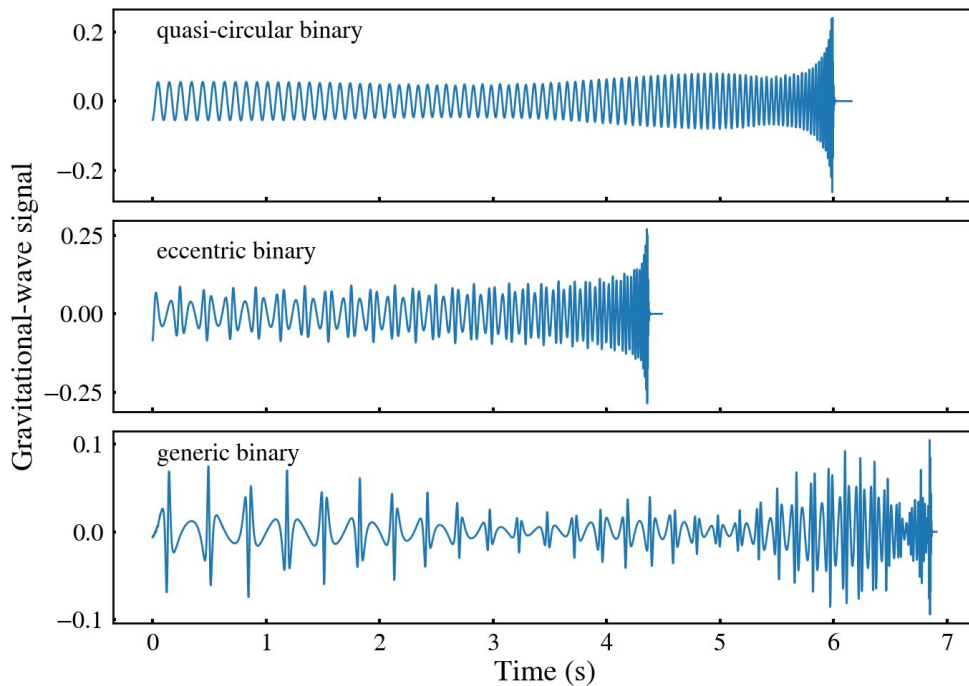 Gravitational-wave signal
quasi-circular binary
0.2
0.0
−0.2
eccentric binary
0.25
0.00
−0.25
generic binary
0.1
0.0
−0.1
0 1 2 3 4 5 6 7
Time (s)